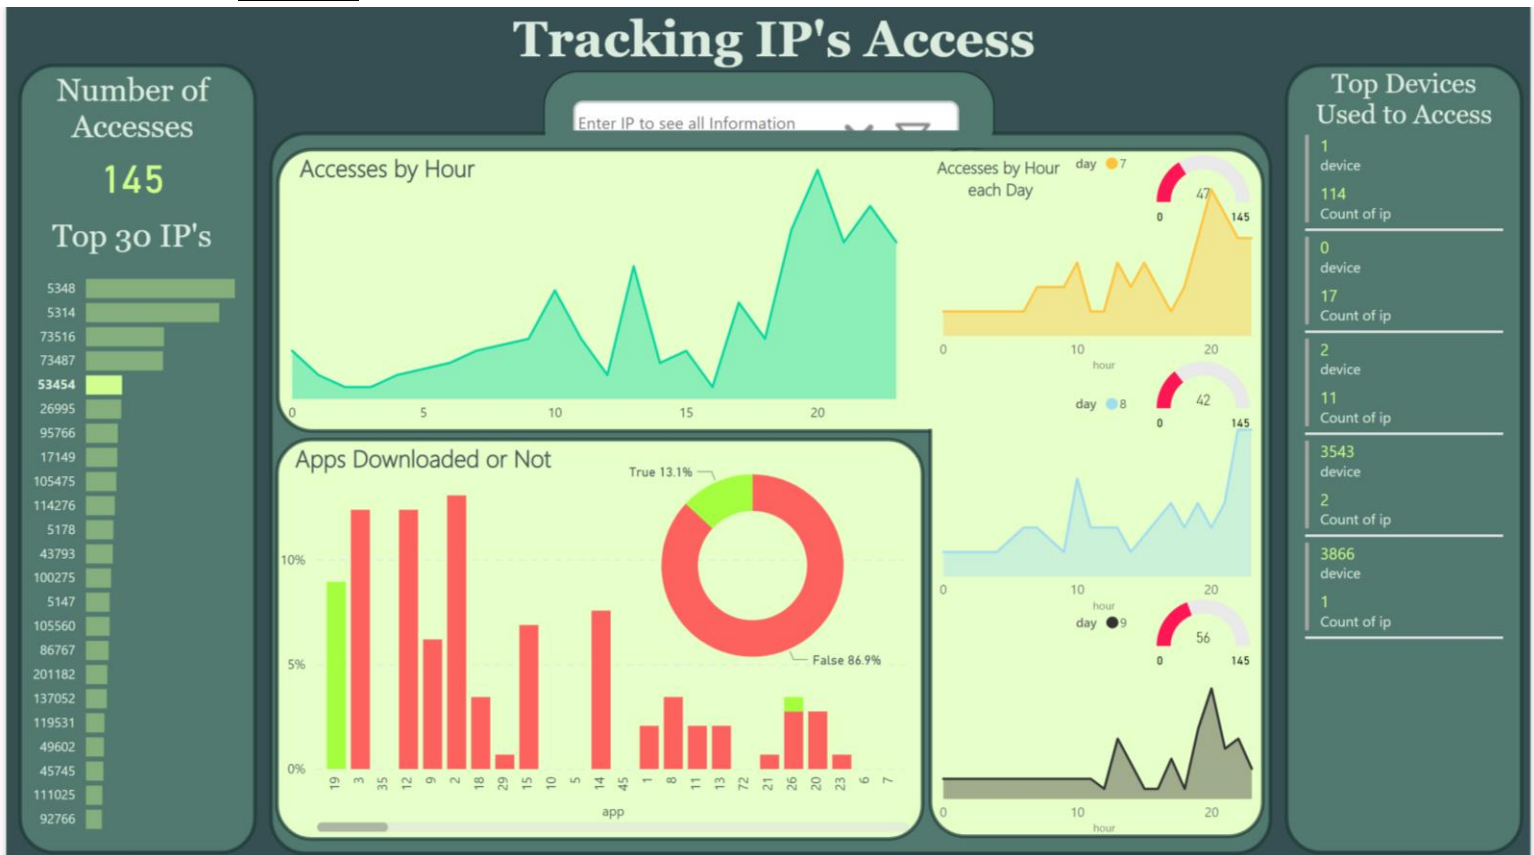 Tracking IP's Access
Number of
Accesses
145
Top 30 IP's
5348
5314
73516
73487
53454
26995
95766
17149
105475
114276
5178
43793
100275
5147
105560
86767
201182
137052
119531
49602
45745
111025
92766
Enter IP to see all Information
Accesses by Hour
0 5 10 15 20
Apps Downloaded or Not
True 13.1%
False 86.9%
10%
5%
0%
19 3 35 12 9 2 18 29 15 10 5 14 45 1 8 11 13 72 21 26 20 23 6 7
app
Accesses by Hour
each Day
day 7
47
0 145
0 10 20
hour
day 8
42
0 145
0 10 20
hour
day 9
56
0 145
0 10 20
hour
Top Devices
Used to Access
1
device
114
Count of ip
0
device
17
Count of ip
2
device
11
Count of ip
3543
device
2
Count of ip
3866
device
1
Count of ip